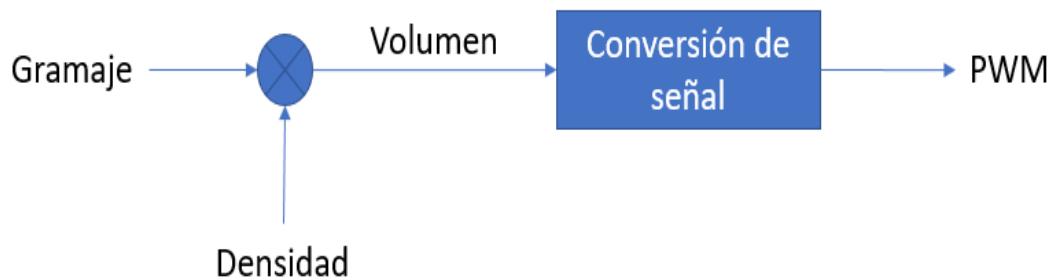 Gramaje
Volumen
Conversión de
señal
PWM
Densidad